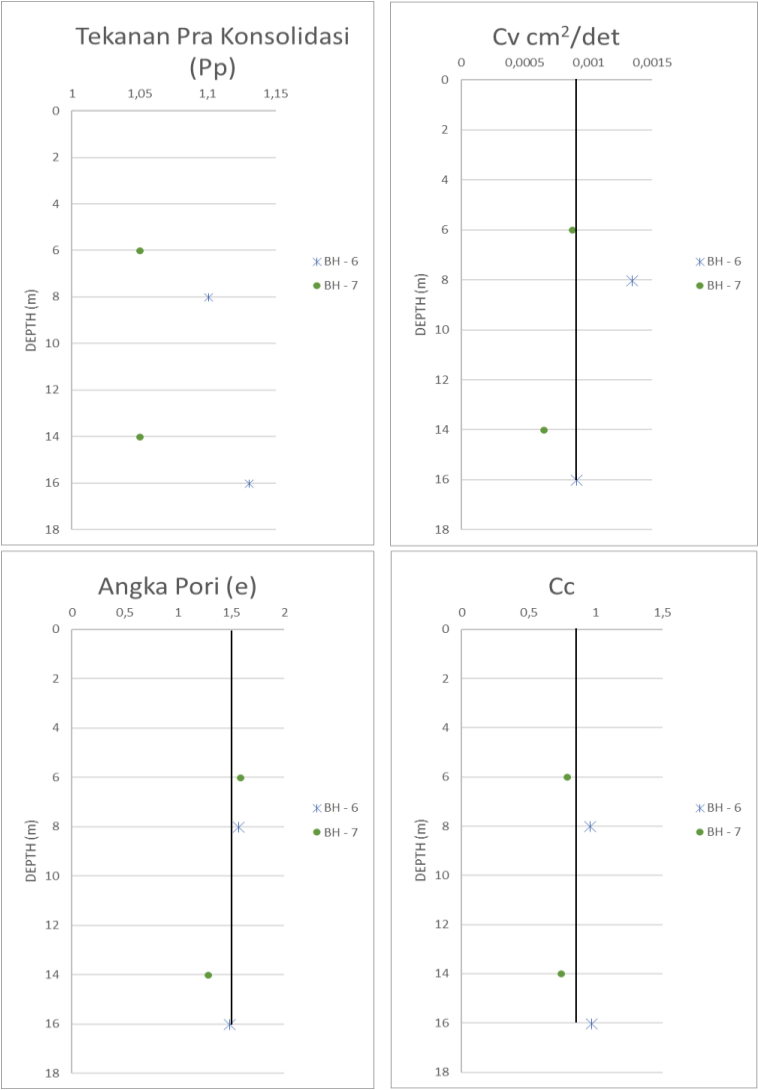 Tekanan Pra Konsolidasi
(Pp)
1 1,05 1,1 1,15
0
2
4
6
8
10
12
14
16
18
DEPTH (m)
BH - 6
BH - 7
Cv cm²/det
0 0,0005 0,001 0,0015
0
2
4
6
8
10
12
14
16
18
DEPTH (m)
BH - 6
BH - 7
Angka Pori (e)
0 0,5 1 1,5 2
0
2
4
6
8
10
12
14
16
18
DEPTH (m)
BH - 6
BH - 7
Cc
0 0,5 1 1,5
0
2
4
6
8
10
12
14
16
18
DEPTH (m)
BH - 6
BH - 7